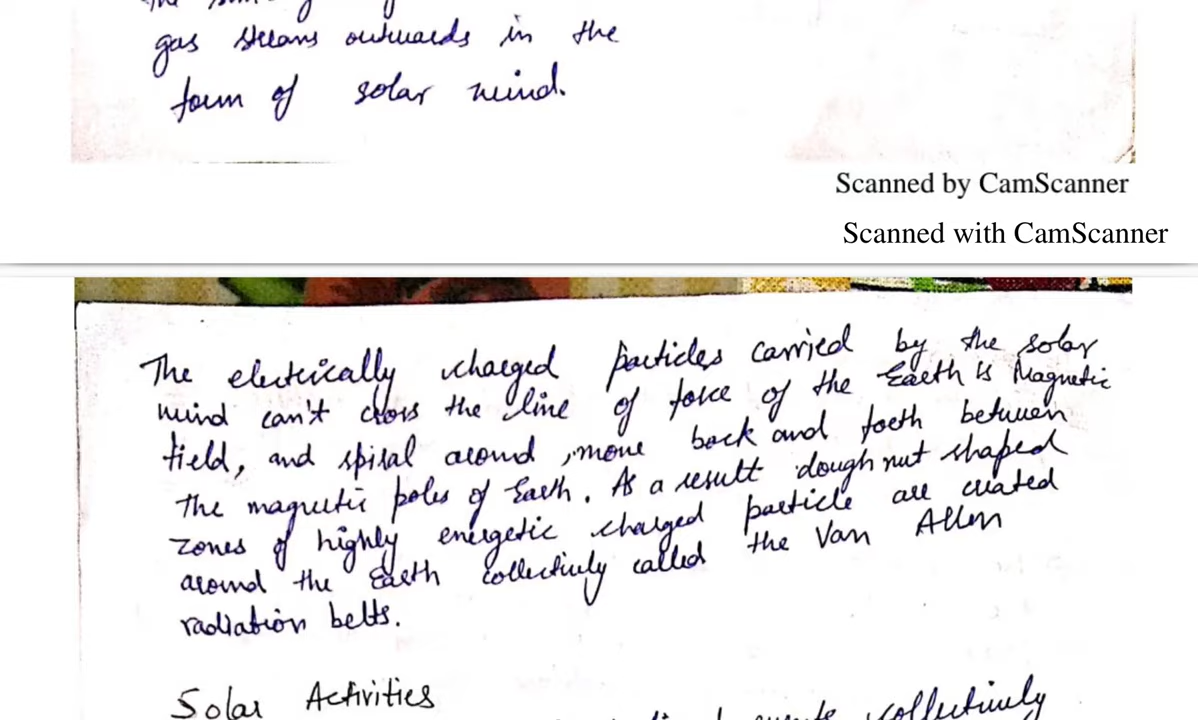 The
gas streams outwards in the
form of solar wind.
Scanned by CamScanner
Scanned with CamScanner
The electrically charged particles carried by the solar
wind can't cross the line of force of the Earth is Magnetic
field, and spiral around, move back and forth between
the magnetic poles of Earth. As a result doughnut shaped
zones of highly energetic charged particle are created
around the Earth collectively called the Van Allen
radiation belts.
Solar Activities
collectively